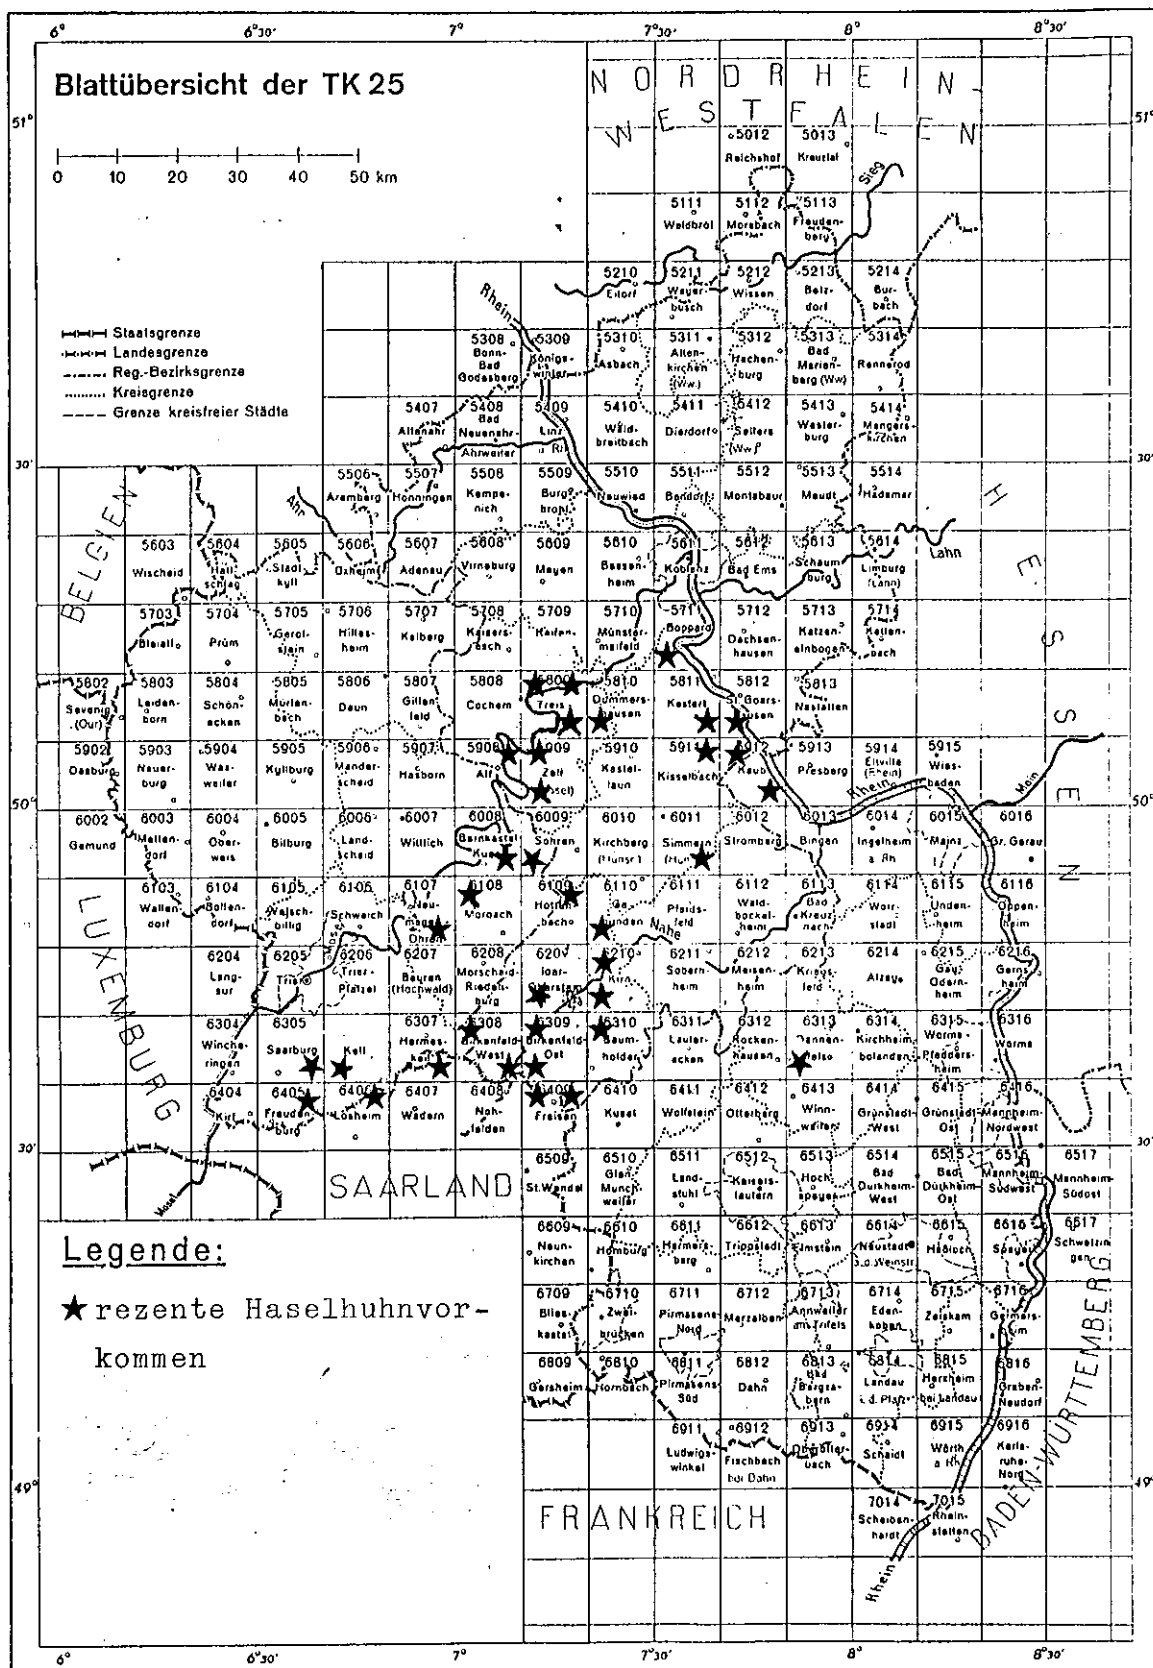 6° 6°30' 7° 7°30' 8° 8°30'
Blattübersicht der TK 25
NORDRHEIN-
WESTFALEN
51° 51°
0 10 20 30 40 50 km
5012 5013
Reichshof Kreuztal
Sieg
5111 5112 5113
Waldbröl Morsbach Freudenberg
5210 5211 5212 5213 5214
Eitorf Weyerbusch Wissen Betzdorf Burbach
Rhein
Staatsgrenze
Landesgrenze
Reg.-Bezirksgrenze
Kreisgrenze
Grenze kreisfreier Städte
5308 5309 5310 5311 5312 5313 5314
Bonn-Bad Godesberg Königswinter Asbach Altenkirchen (Ww.) Hachenburg Bad Marienberg (Ww) Rennerod
5407 5408 5409 5410 5411 5412 5413 5414
Altenahr Bad Neuenahr-Ahrweiler Linz Waldbreitbach Dierdorf Selters (Ww) Westerburg Mengerskirchen
30' 30'
BELGIEN
Ahr
5506 5507 5508 5509 5510 5511 5512 5513 5514
Aremberg Hönningen Kempenich Burgbrohl Neuwied Bendorf Montabaur Meudt Hadamar
HESSEN
Lahn
5603 5604 5605 5606 5607 5608 5609 5610 5611 5612 5613 5614
Wischeid Hallschlag Stadtkyll Üxheim Adenau Virneburg Mayen Bassenheim Koblenz Bad Ems Schaumburg Limburg (Lahn)
5703 5704 5705 5706 5707 5708 5709 5710 5711 5712 5713 5714
Bleialf Prüm Gerolstein Hillesheim Kelberg Kaisersesch Kaifen- Münstermaifeld Boppard Dachsenhausen Katzenelnbogen Kettenbach
5802 5803 5804 5805 5806 5807 5808 5809 5810 5811 5812 5813
Sevenig (Our) Leidenborn Schönecken Mürlenbach Daun Gillenfeld Cochem Treis Dommershausen Kestert St. Goarshausen Nastätten
5902 5903 5904 5905 5906 5907 5908 5909 5910 5911 5912 5913 5914 5915
Dasburg Neuerburg Waxweiler Kyllburg Manderscheid Hasborn Alf Zell (Mosel) Kastellaun Kisselbach Kaub Presberg Eltville (Rhein) Wiesbaden
Rhein Main
50° 50°
6002 6003 6004 6005 6006 6007 6008 6009 6010 6011 6012 6013 6014 6015 6016
Gemünd Mettendorf Oberweis Bitburg Landscheid Wittlich Bernkastel-Kues Sohren Kirchberg (Hunsr.) Simmern (Hun Stromberg Bingen Ingelheim a. Rh. Mainz Gr. Gerau
6103 6104 6105 6106 6107 6108 6109 6110 6111 6112 6113 6114 6115 6116
Wallendorf Bollendorf Welschbillig Schweich Neumagen-Dhron Morbach Hottenbach Gemünden Pferdsfeld Waldböckelheim Bad Kreuznach Wörrstadt Undenheim Oppenheim
LUXEMBURG
Mosel
Nahe
6204 6205 6206 6207 6208 6209 6210 6211 6212 6213 6214 6215 6216
Langsur Trier Trier-Pfalzel Beuren (Hochwald) Morscheid-Riedenburg Idar-Oberstein Kirn Sobernheim Meisenheim Kriegsfeld Alzey Gau-Odernheim Gernsheim
6304 6305 6307 6308 6309 6310 6311 6312 6313 6314 6315 6316
Wincheringen Saarburg Kell Hermeskeil Birkenfeld-West Birkenfeld-Ost Baumholder Lauterecken Rockenhausen Dannenfels Kirchheimbolanden Worms-Pfeddersheim Worms
6404 6405 6406 6407 6408 6409 6410 6411 6412 6413 6414 6415 6416
Kirf Freudenburg Losheim Wadern Nohfelden Freisen Kusel Wolfstein Otterberg Winnweiler Grünstadt-West Grünstadt-Ost Mannheim-Nordwest
30' 30'
Mosel
SAARLAND
6509 6510 6511 6512 6513 6514 6515 6516 6517
St. Wendel Glan-Münchweiler Landstuhl Kaiserslautern Hochspeyer Bad Dürkheim-West Bad Dürkheim-Ost Mannheim-Südwest Mannheim-Südost
6609 6610 6611 6612 6613 6614 6615 6616 6617
Neunkirchen Homburg Hermersberg Trippstadt Elmstein Neustadt a.d. Weinstr. Haßloch Speyer Schwetzingen
Legende:
★ rezente Haselhuhnvor-
kommen
6709 6710 6711 6712 6713 6714 6715 6716
Blieskastel Zweibrücken Pirmasens-Nord Merzalben Annweiler am Trifels Edenkoben Zeiskam Germersheim
6809 6810 6811 6812 6813 6814 6815 6816
Gersheim Hornbach Pirmasens-Süd Dahn Bad Bergzabern Landau i.d. Pfalz Herxheim bei Landau Graben-Neudorf
6911 6912 6913 6914 6915 6916
Ludwigswinkel Fischbach bei Dahn Oberotterbach Schaidt Wörth a. Rh. Karlsruhe-Nord
49° 49°
7014 7015
Scheibenhardt Rheinstetten
FRANKREICH
BADEN-WÜRTTEMBERG
Rhein
6° 6°30' 7° 7°30' 8° 8°30'